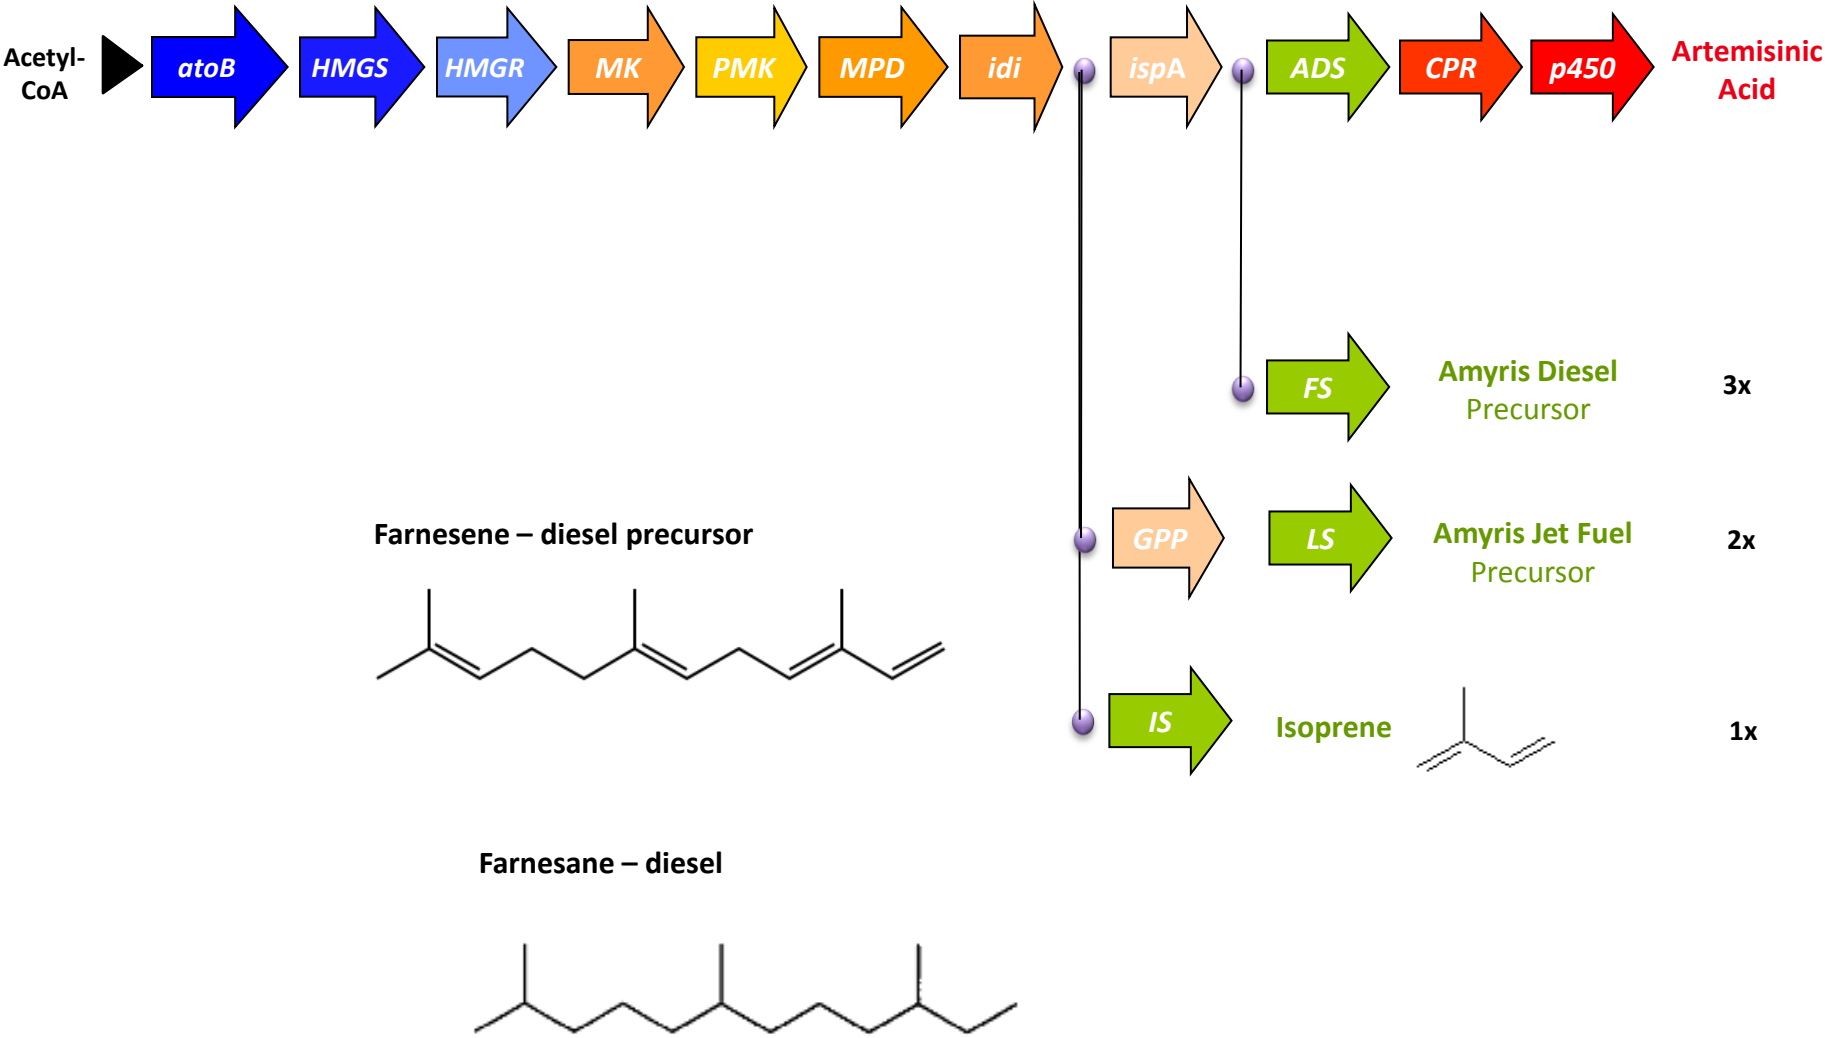 Acetyl-
CoA
atoB
HMGS
HMGR
MK
PMK
MPD
idi
ispA
ADS
CPR
p450
Artemisinic
Acid
FS
Amyris Diesel
Precursor
3x
Farnesene – diesel precursor
GPP
LS
Amyris Jet Fuel
Precursor
2x
IS
Isoprene
1x
Farnesane – diesel